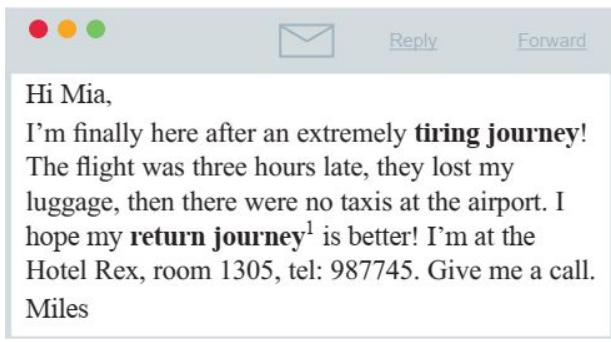 Reply Forward
Hi Mia,
I’m finally here after an extremely tiring journey!
The flight was three hours late, they lost my
luggage, then there were no taxis at the airport. I
hope my return journey¹ is better! I’m at the
Hotel Rex, room 1305, tel: 987745. Give me a call.
Miles